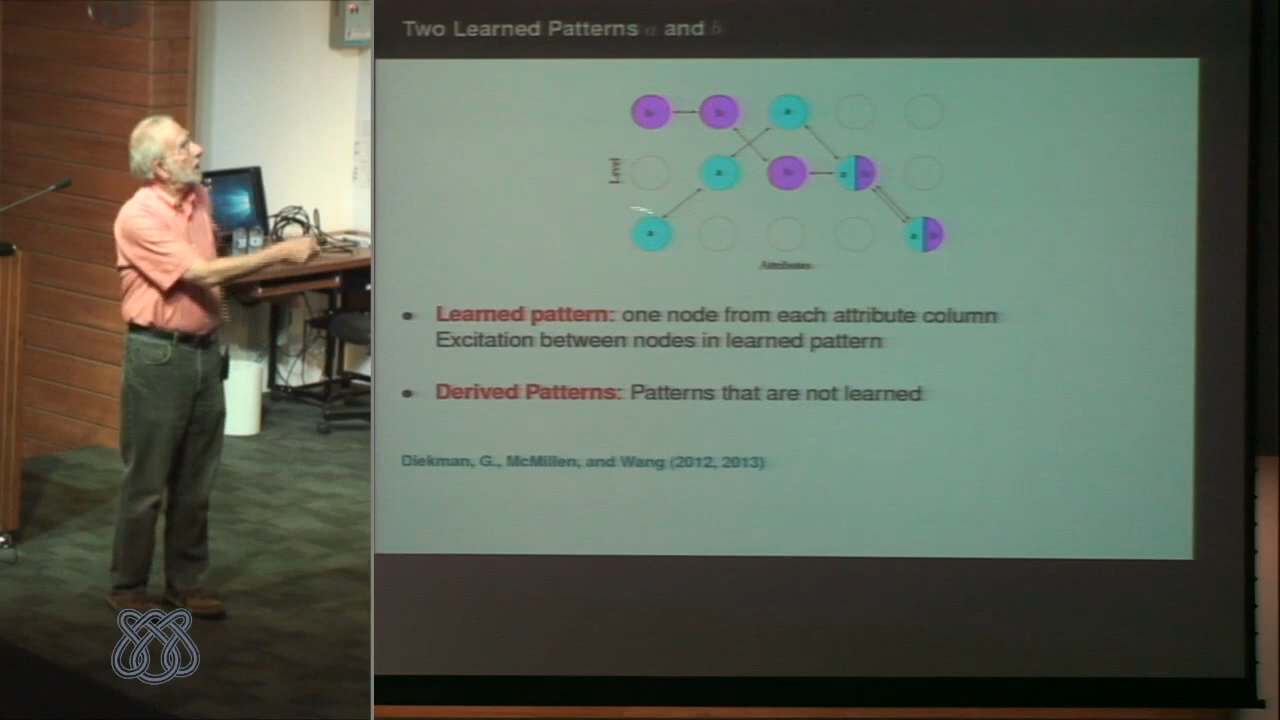 Two Learned Patterns a and b
b b a
Level
a b a b
a a b
Attributes
• Learned pattern: one node from each attribute column
Excitation between nodes in learned pattern
• Derived Patterns: Patterns that are not learned
Diekman, G., McMillen, and Wang (2012, 2013)